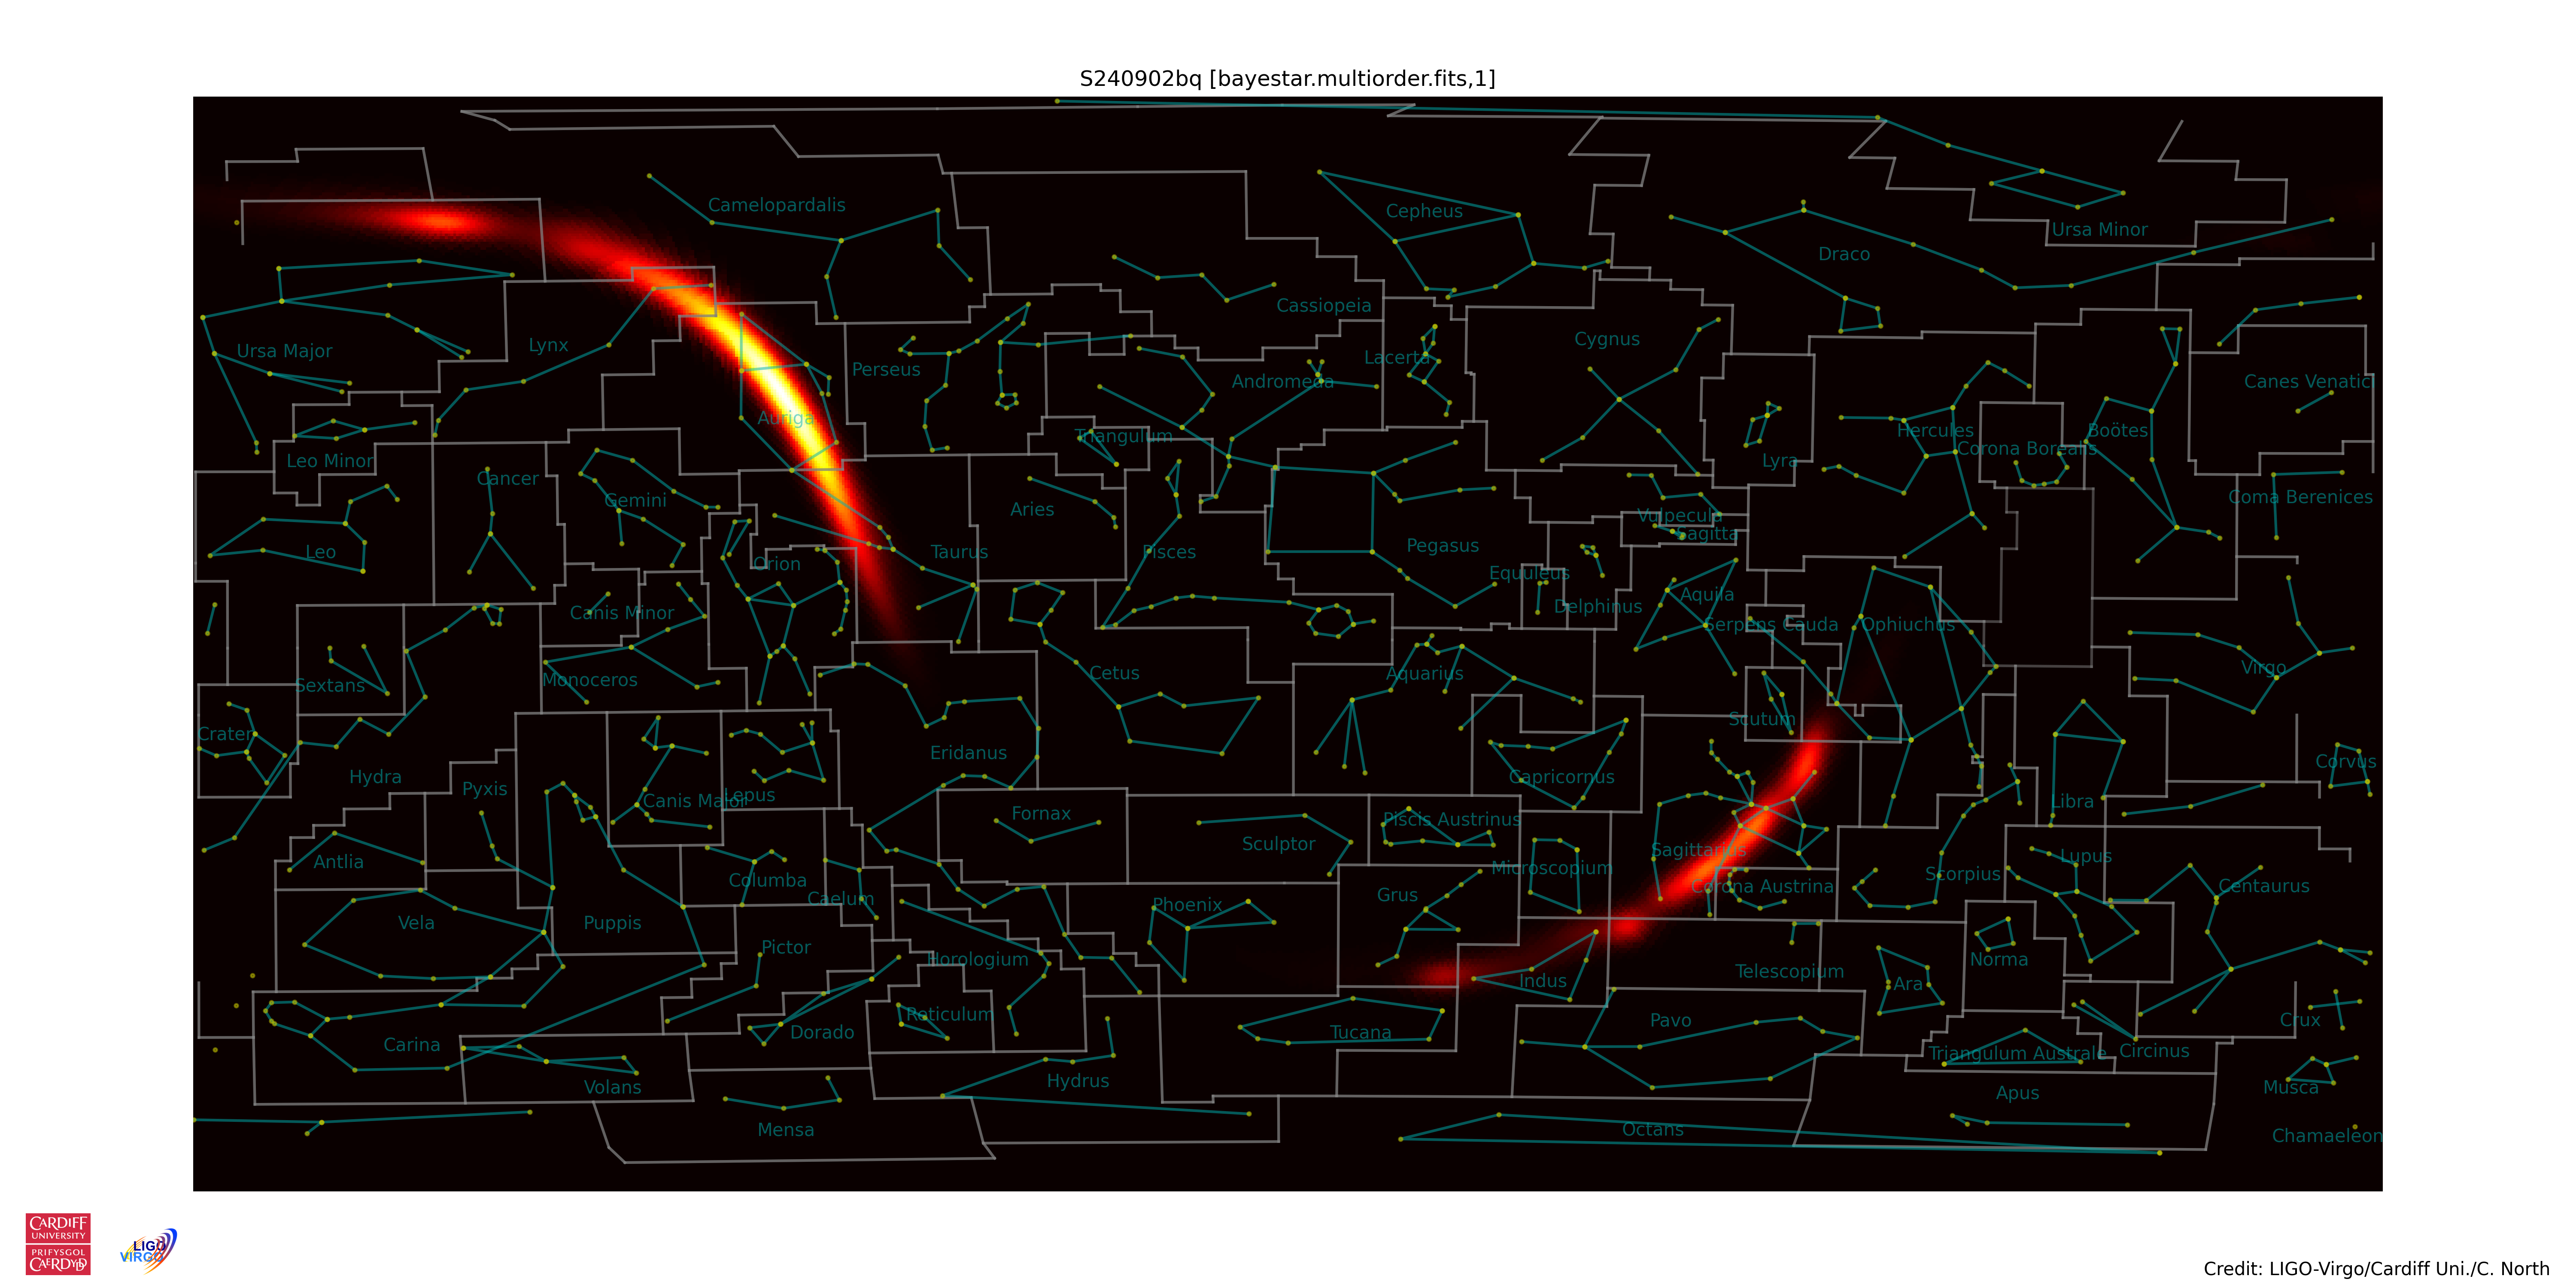 S240902bq [bayestar.multiorder.fits,1]
Camelopardalis
Cepheus
Ursa Minor
Draco
Cassiopeia
Cygnus
Ursa Major
Lynx
Lacerta
Perseus
Andromeda
Canes Venatici
Auriga
Triangulum
Hercules
Boötes
Corona Borealis
Leo Minor
Lyra
Cancer
Gemini
Coma Berenices
Aries
Vulpecula
Sagitta
Leo
Taurus
Pisces
Pegasus
Orion
Equuleus
Canis Minor
Delphinus
Aquila
Serpens Cauda
Ophiuchus
Virgo
Sextans
Monoceros
Cetus
Aquarius
Crater
Scutum
Eridanus
Corvus
Hydra
Capricornus
Pyxis
Canis Major
Lepus
Libra
Fornax
Piscis Austrinus
Sculptor
Sagittarius
Antlia
Lupus
Microscopium
Columba
Scorpius
Corona Austrina
Centaurus
Caelum
Grus
Phoenix
Vela
Puppis
Pictor
Horologium
Norma
Telescopium
Indus
Ara
Reticulum
Pavo
Crux
Dorado
Tucana
Carina
Triangulum Australe
Circinus
Hydrus
Volans
Musca
Apus
Mensa
Octans
Chamaeleon
CARDIFF
UNIVERSITY
PRIFYSGOL
CAERDYDD
LIGO
VIRGO
Credit: LIGO-Virgo/Cardiff Uni./C. North